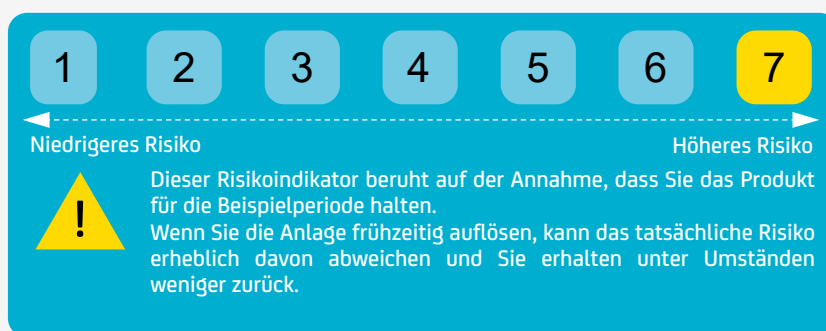 1 2 3 4 5 6 7
Niedrigeres Risiko Höheres Risiko
!
Dieser Risikoindikator beruht auf der Annahme, dass Sie das Produkt
für die Beispielperiode halten.
Wenn Sie die Anlage frühzeitig auflösen, kann das tatsächliche Risiko
erheblich davon abweichen und Sie erhalten unter Umständen
weniger zurück.